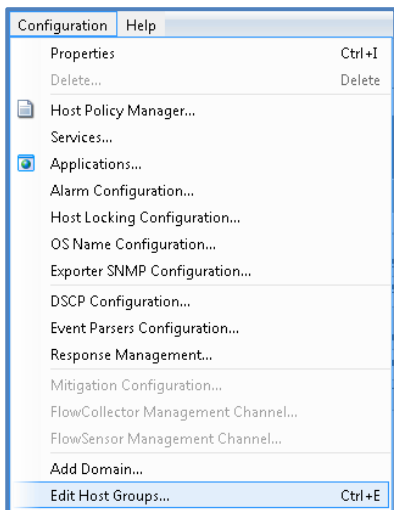 Configuration Help
Properties Ctrl+I
Delete... Delete
Host Policy Manager...
Services...
Applications...
Alarm Configuration...
Host Locking Configuration...
OS Name Configuration...
Exporter SNMP Configuration...
DSCP Configuration...
Event Parsers Configuration...
Response Management...
Mitigation Configuration...
FlowCollector Management Channel...
FlowSensor Management Channel...
Add Domain...
Edit Host Groups... Ctrl+E